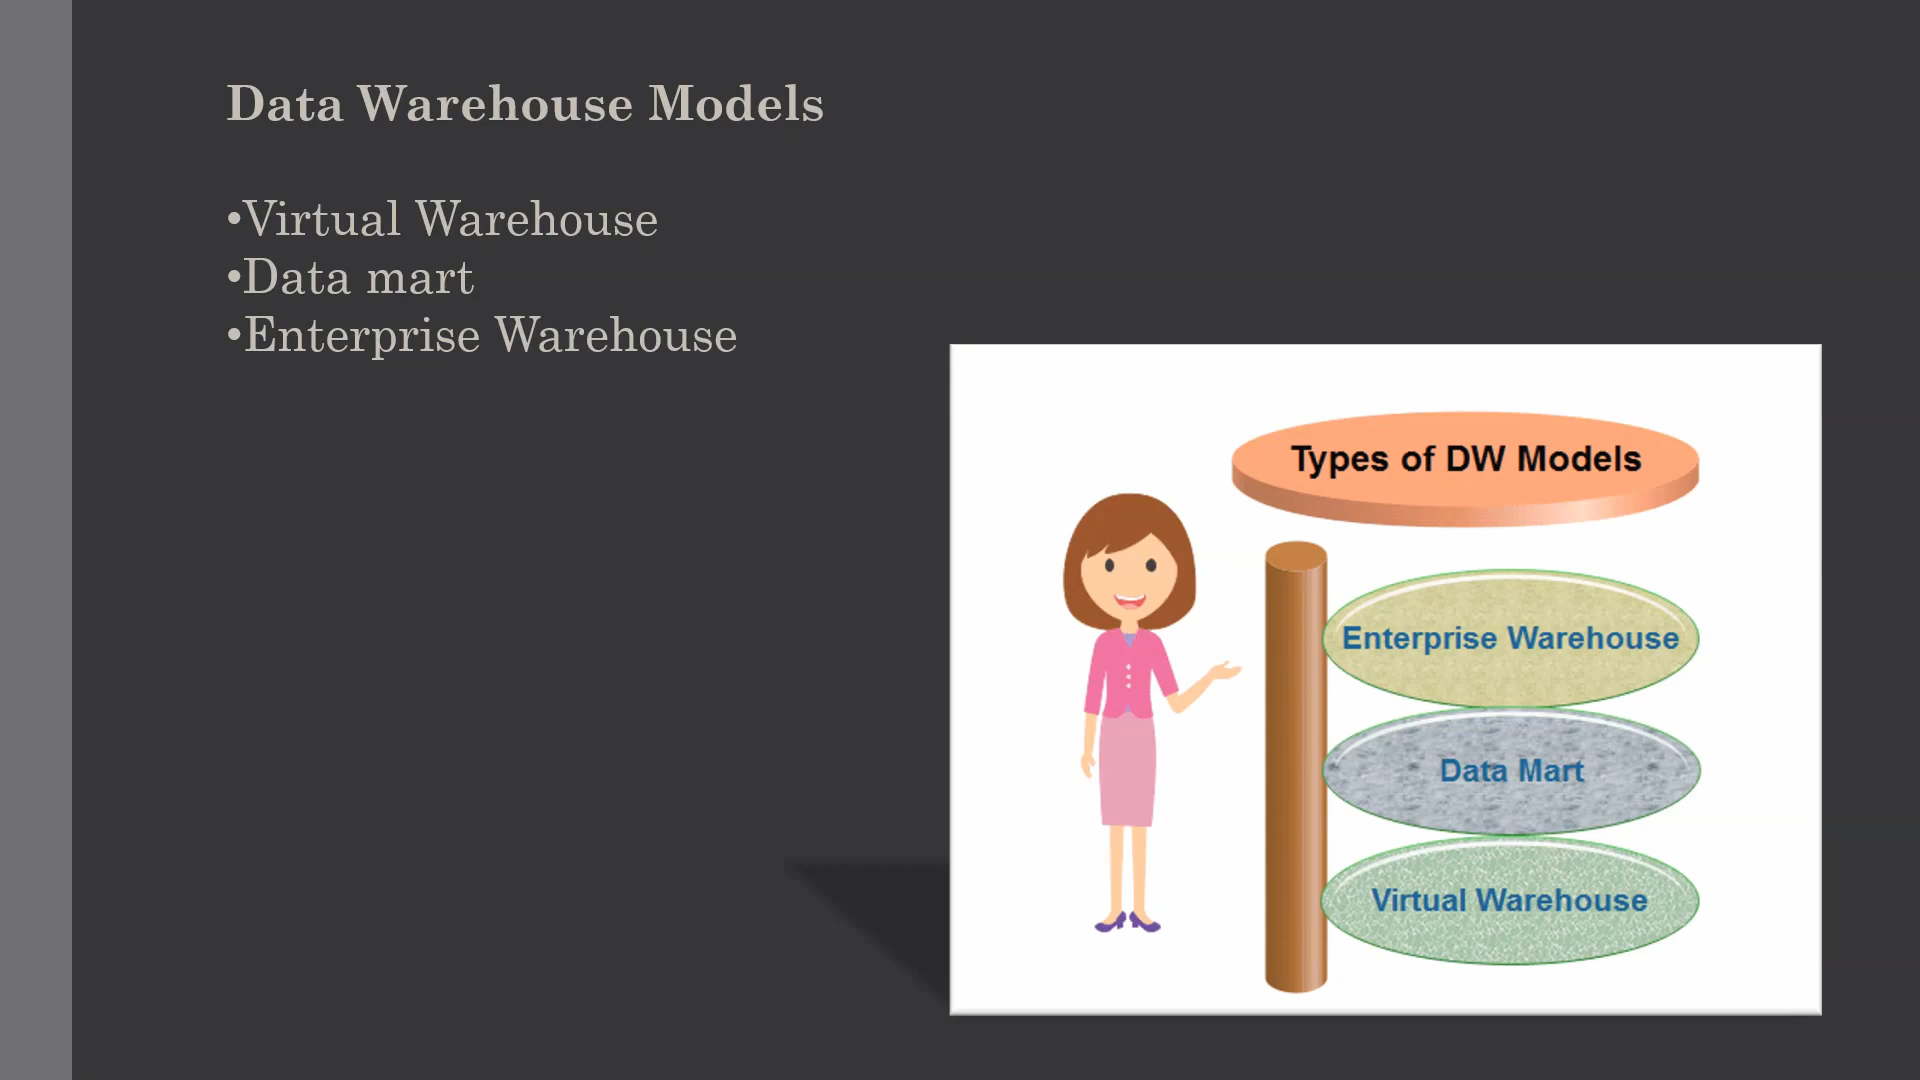 Data Warehouse Models
•Virtual Warehouse
•Data mart
•Enterprise Warehouse
Types of DW Models
Enterprise Warehouse
Data Mart
Virtual Warehouse